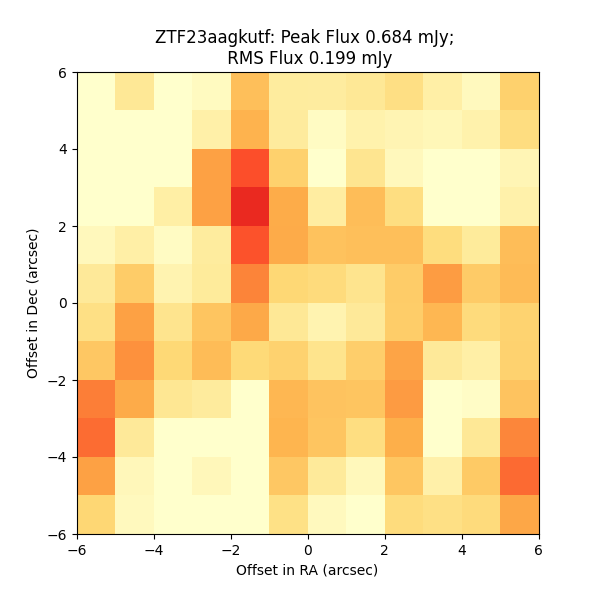 ZTF23aagkutf: Peak Flux 0.684 mJy;
RMS Flux 0.199 mJy
6
4
2
0
−2
−4
−6
Offset in Dec (arcsec)
−6 −4 −2 0 2 4 6
Offset in RA (arcsec)